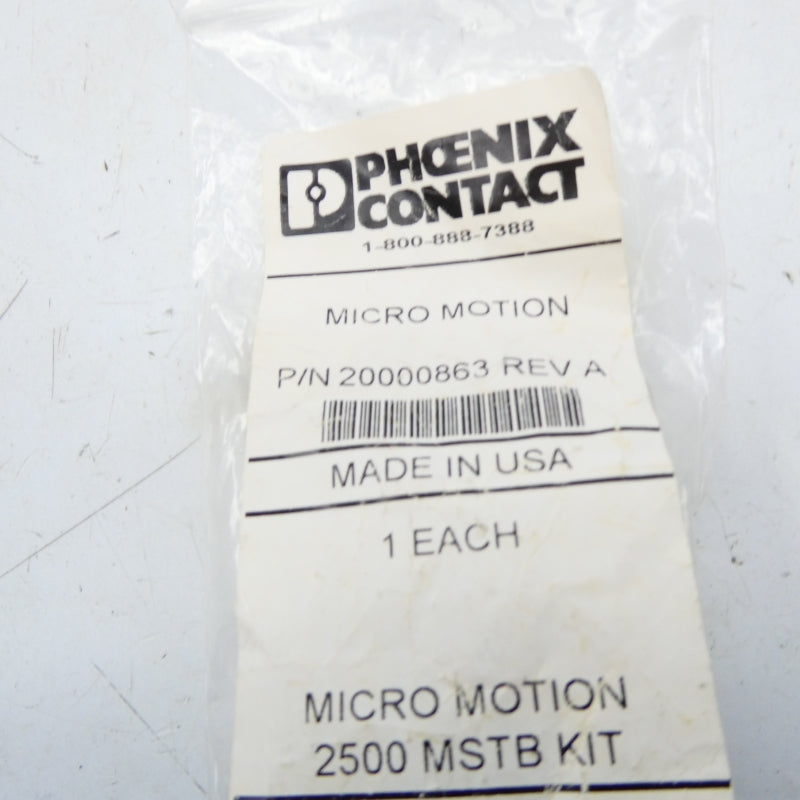 PHŒNIX
CONTACT
1-800-888-7388
MICRO MOTION
P/N 20000863 REV A
MADE IN USA
1 EACH
MICRO MOTION
2500 MSTB KIT